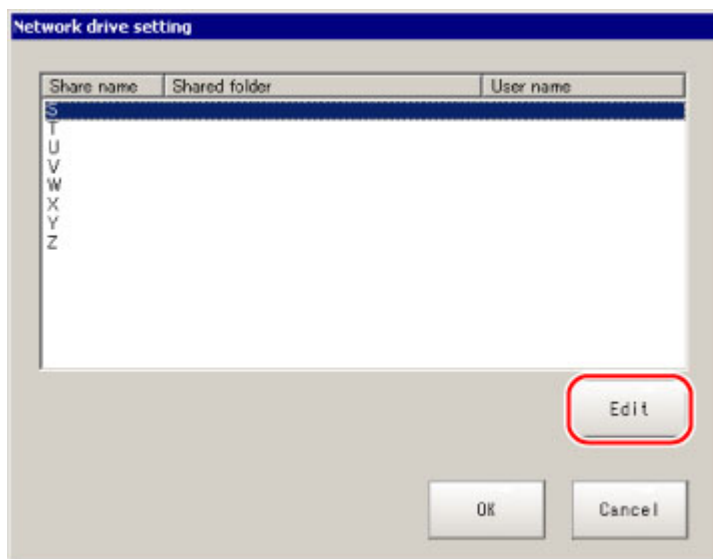 Network drive setting
Share name Shared folder User name
S
T
U
V
W
X
Y
Z
Edit
OK Cancel